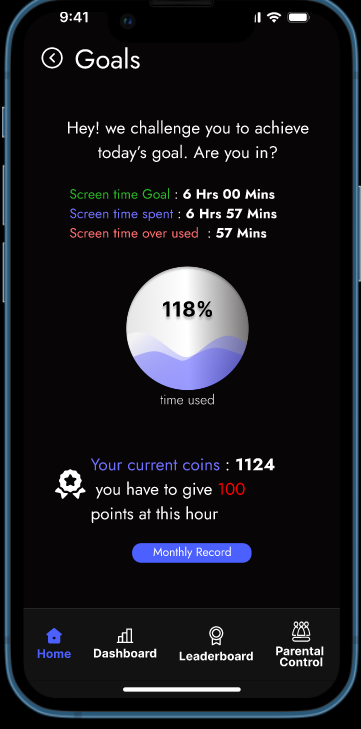 9:41
Goals
Hey! we challenge you to achieve
today's goal. Are you in?
Screen time Goal : 6 Hrs 00 Mins
Screen time spent : 6 Hrs 57 Mins
Screen time over used : 57 Mins
118%
time used
Your current coins : 1124
you have to give 100
points at this hour
Monthly Record
Home Dashboard Leaderboard Parental
Control